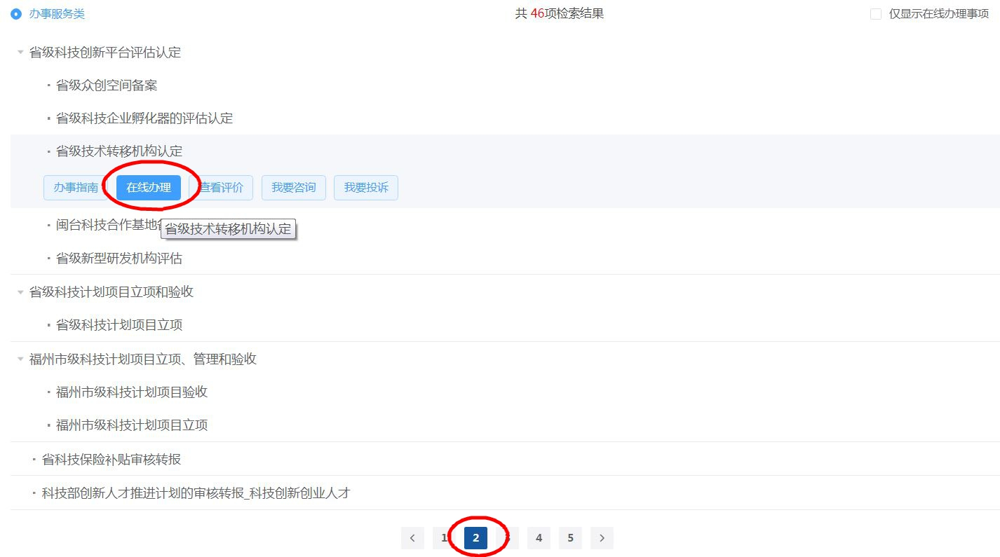 办事服务类 共 46项检索结果 仅显示在线办理事项
省级科技创新平台评估认定
· 省级众创空间备案
· 省级科技企业孵化器的评估认定
· 省级技术转移机构认定
办事指南 在线办理 查看评价 我要咨询 我要投诉
· 闽台科技合作基地
省级技术转移机构认定
· 省级新型研发机构评估
省级科技计划项目立项和验收
· 省级科技计划项目立项
福州市级科技计划项目立项、管理和验收
· 福州市级科技计划项目验收
· 福州市级科技计划项目立项
· 省科技保险补贴审核转报
· 科技部创新人才推进计划的审核转报_科技创新创业人才
< 1 2 4 5 >